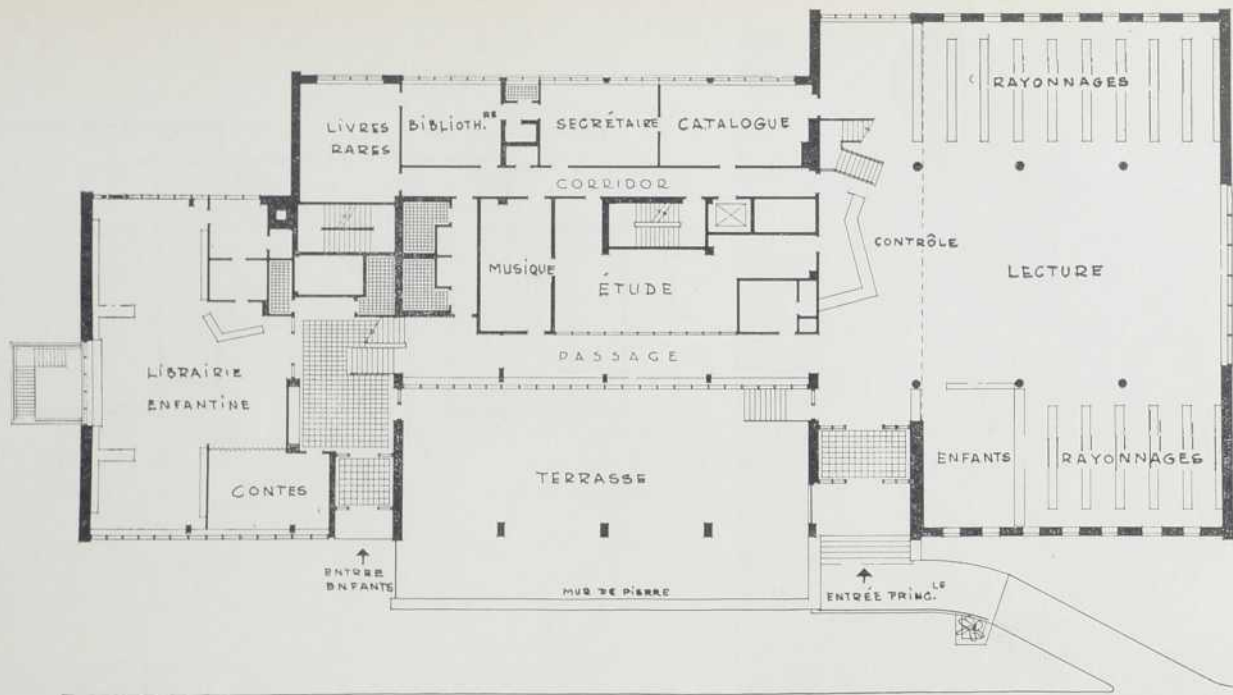 RAYONNAGES
LIVRES
RARES
BIBLIOTH.RE
SECRÉTAIRE
CATALOGUE
CORRIDOR
CONTRÔLE
MUSIQUE
ÉTUDE
LECTURE
PASSAGE
LIBRAIRIE
ENFANTINE
CONTES
TERRASSE
ENFANTS
RAYONNAGES
ENTREE
ENFANTS
MUR DE PIERRE
ENTRÉE PRINC.LE